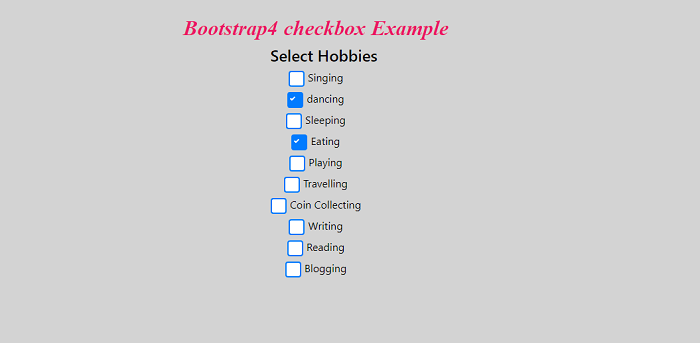 Bootstrap4 checkbox Example
Select Hobbies
Singing
dancing
Sleeping
Eating
Playing
Travelling
Coin Collecting
Writing
Reading
Blogging